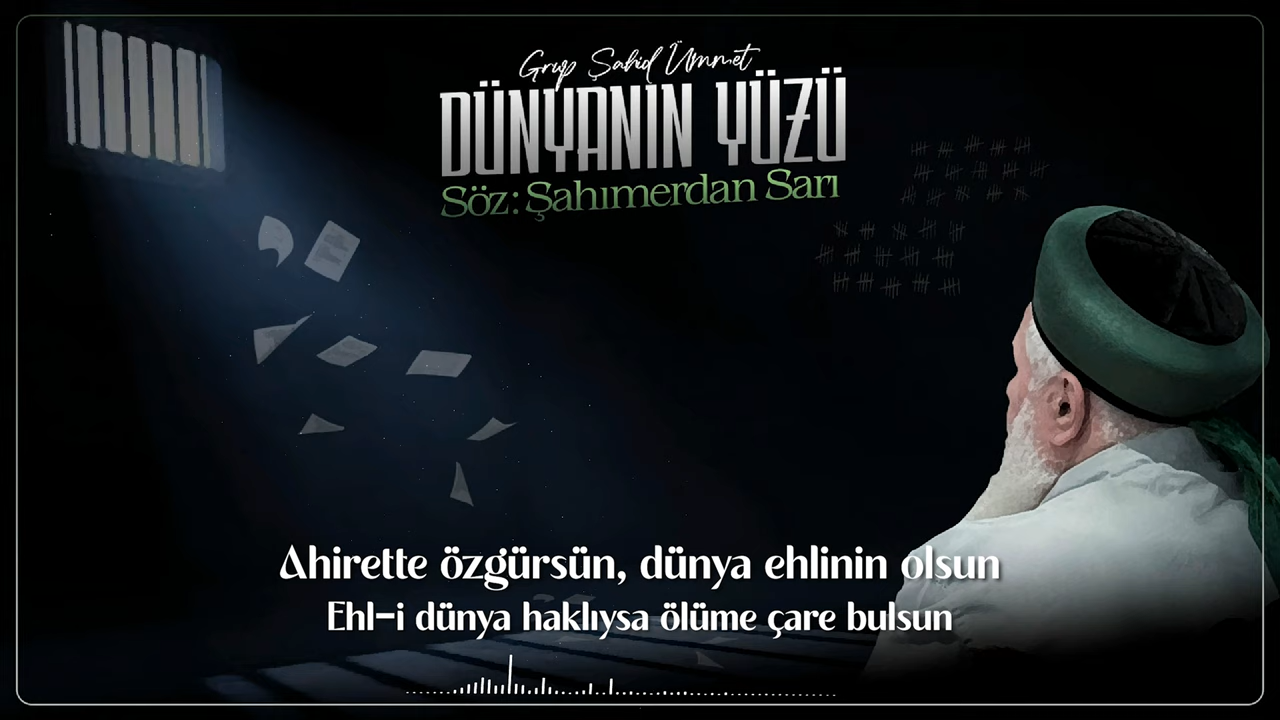 Grup Şahid Ümmet
DÜNYANIN YÜZÜ
Söz: Şahımerdan Sarı
Ahirette özgürsün, dünya ehlinin olsun
Ehl-i dünya haklıysa ölüme çare bulsun